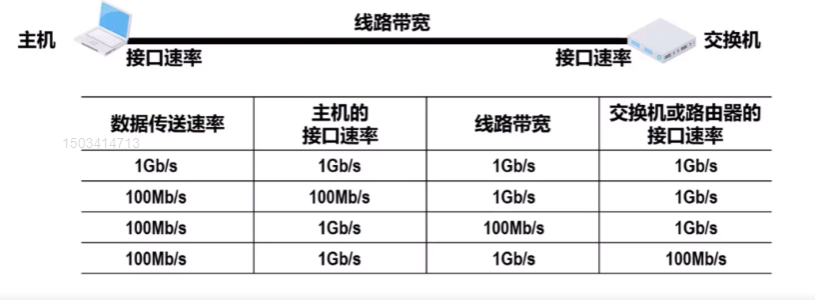 线路带宽
主机
交换机
接口速率 接口速率
数据传送速率 主机的接口速率 线路带宽 交换机或路由器的接口速率
1503414713
1Gb/s 1Gb/s 1Gb/s 1Gb/s
100Mb/s 100Mb/s 1Gb/s 1Gb/s
100Mb/s 1Gb/s 100Mb/s 1Gb/s
100Mb/s 1Gb/s 1Gb/s 100Mb/s